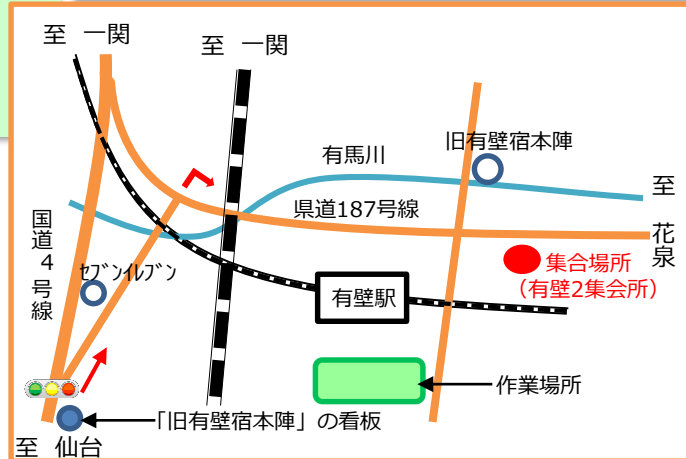 至 一関
至 一関
旧有壁宿本陣
有馬川
至
花泉
県道187号線
国道4号線
ｾﾌﾞﾝｲﾚﾌﾞﾝ
集合場所
（有壁2集会所）
有壁駅
作業場所
「旧有壁宿本陣」の看板
至 仙台